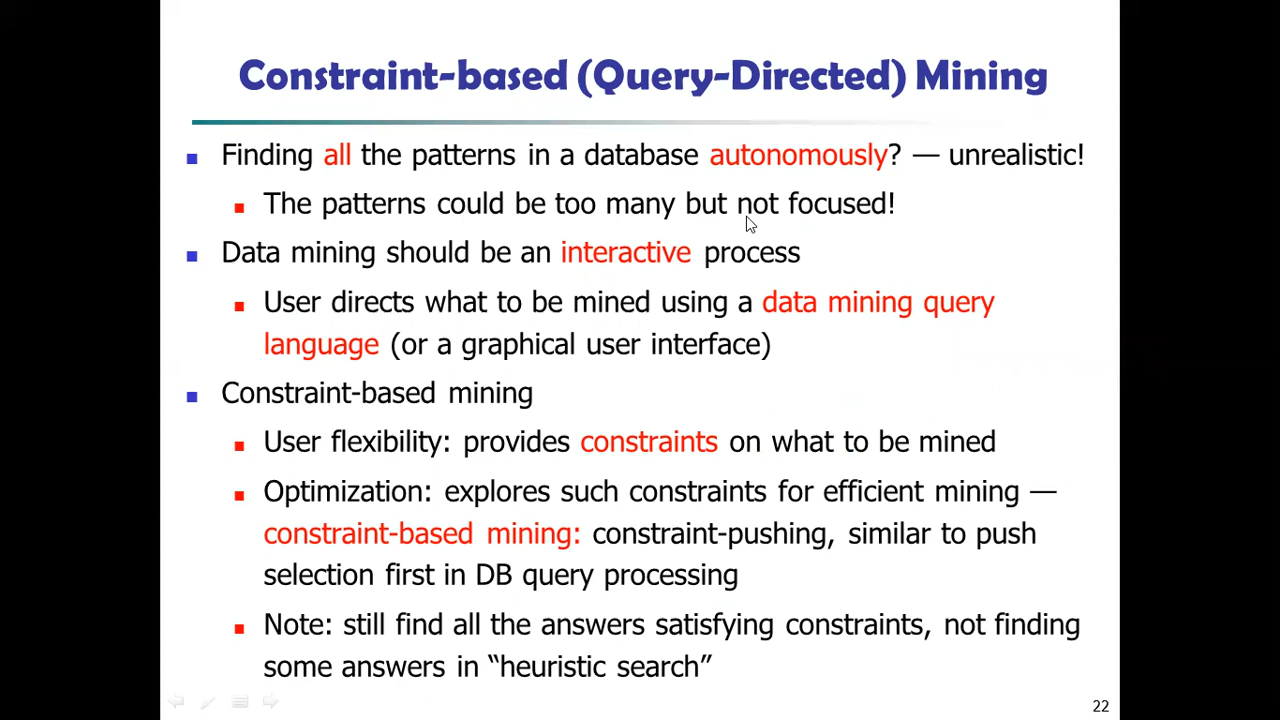 Constraint-based (Query-Directed) Mining
Finding all the patterns in a database autonomously? — unrealistic!
The patterns could be too many but not focused!
Data mining should be an interactive process
User directs what to be mined using a data mining query
language (or a graphical user interface)
Constraint-based mining
User flexibility: provides constraints on what to be mined
Optimization: explores such constraints for efficient mining —
constraint-based mining: constraint-pushing, similar to push
selection first in DB query processing
Note: still find all the answers satisfying constraints, not finding
some answers in “heuristic search”
22